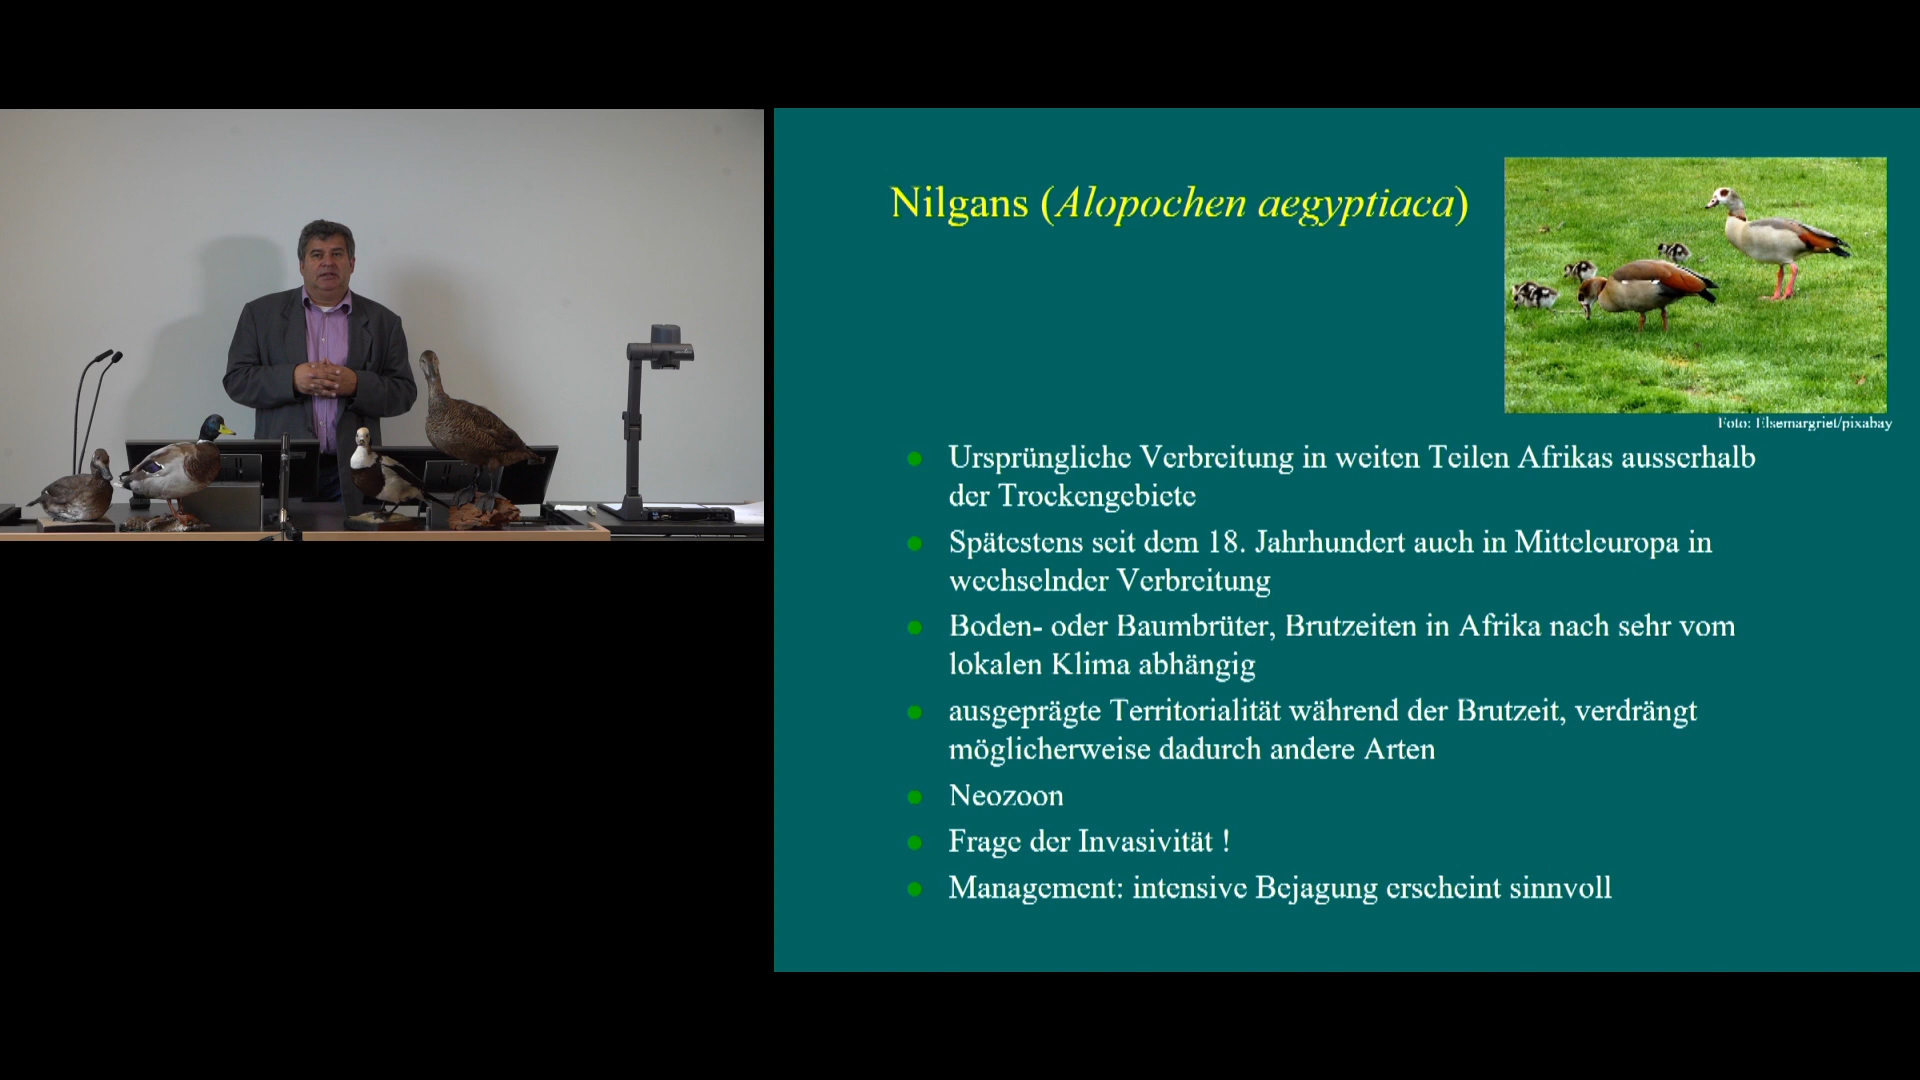 Nilgans (Alopochen aegyptiaca)
Foto: Elsemargriet/pixabay
Ursprüngliche Verbreitung in weiten Teilen Afrikas ausserhalb
der Trockengebiete
Spätestens seit dem 18. Jahrhundert auch in Mitteleuropa in
wechselnder Verbreitung
Boden- oder Baumbrüter, Brutzeiten in Afrika nach sehr vom
lokalen Klima abhängig
ausgeprägte Territorialität während der Brutzeit, verdrängt
möglicherweise dadurch andere Arten
Neozoon
Frage der Invasivität !
Management: intensive Bejagung erscheint sinnvoll